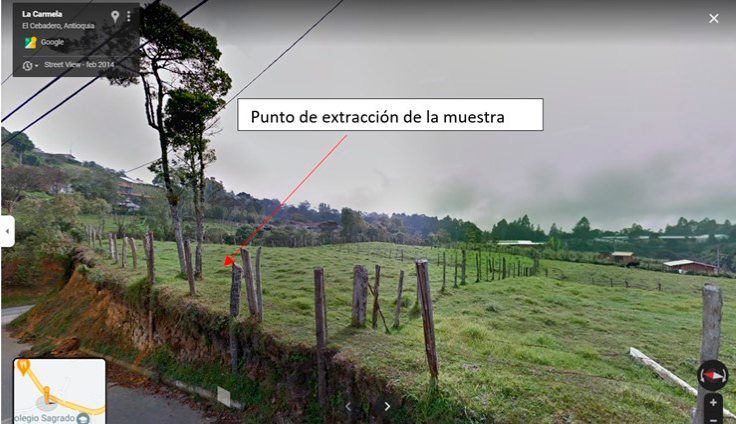 La Carmela
El Cebadero, Antioquia
Google
Street View - feb 2014
Punto de extracción de la muestra
olegio Sagrado